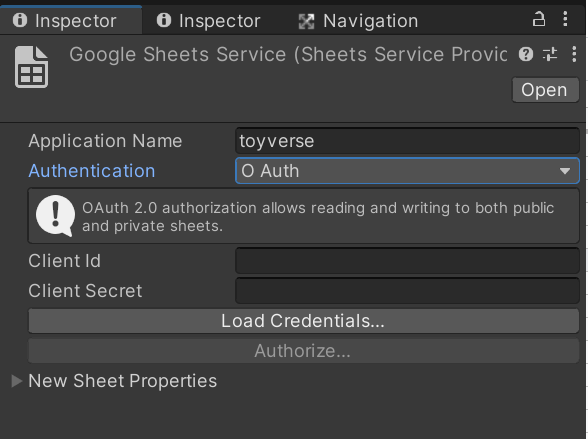 Inspector
Inspector
Navigation
Google Sheets Service (Sheets Service Provic
Open
Application Name toyverse
Authentication O Auth
OAuth 2.0 authorization allows reading and writing to both public
and private sheets.
Client Id
Client Secret
Load Credentials...
Authorize...
New Sheet Properties